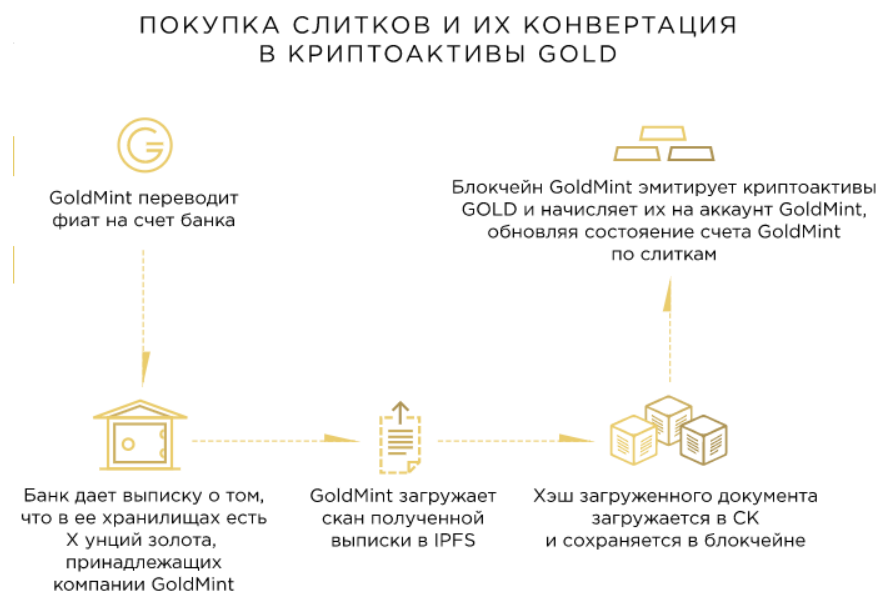 ПОКУПКА СЛИТКОВ И ИХ КОНВЕРТАЦИЯ
В КРИПТОАКТИВЫ GOLD
GoldMint переводит
фиат на счет банка
Банк дает выписку о том,
что в ее хранилищах есть
X унций золота,
принадлежащих
компании GoldMint
GoldMint загружает
скан полученной
выписки в IPFS
Хэш загруженного документа
загружается в СК
и сохраняется в блокчейне
Блокчейн GoldMint эмитирует криптоактивы
GOLD и начисляет их на аккаунт GoldMint,
обновляя состояние счета GoldMint
по слиткам